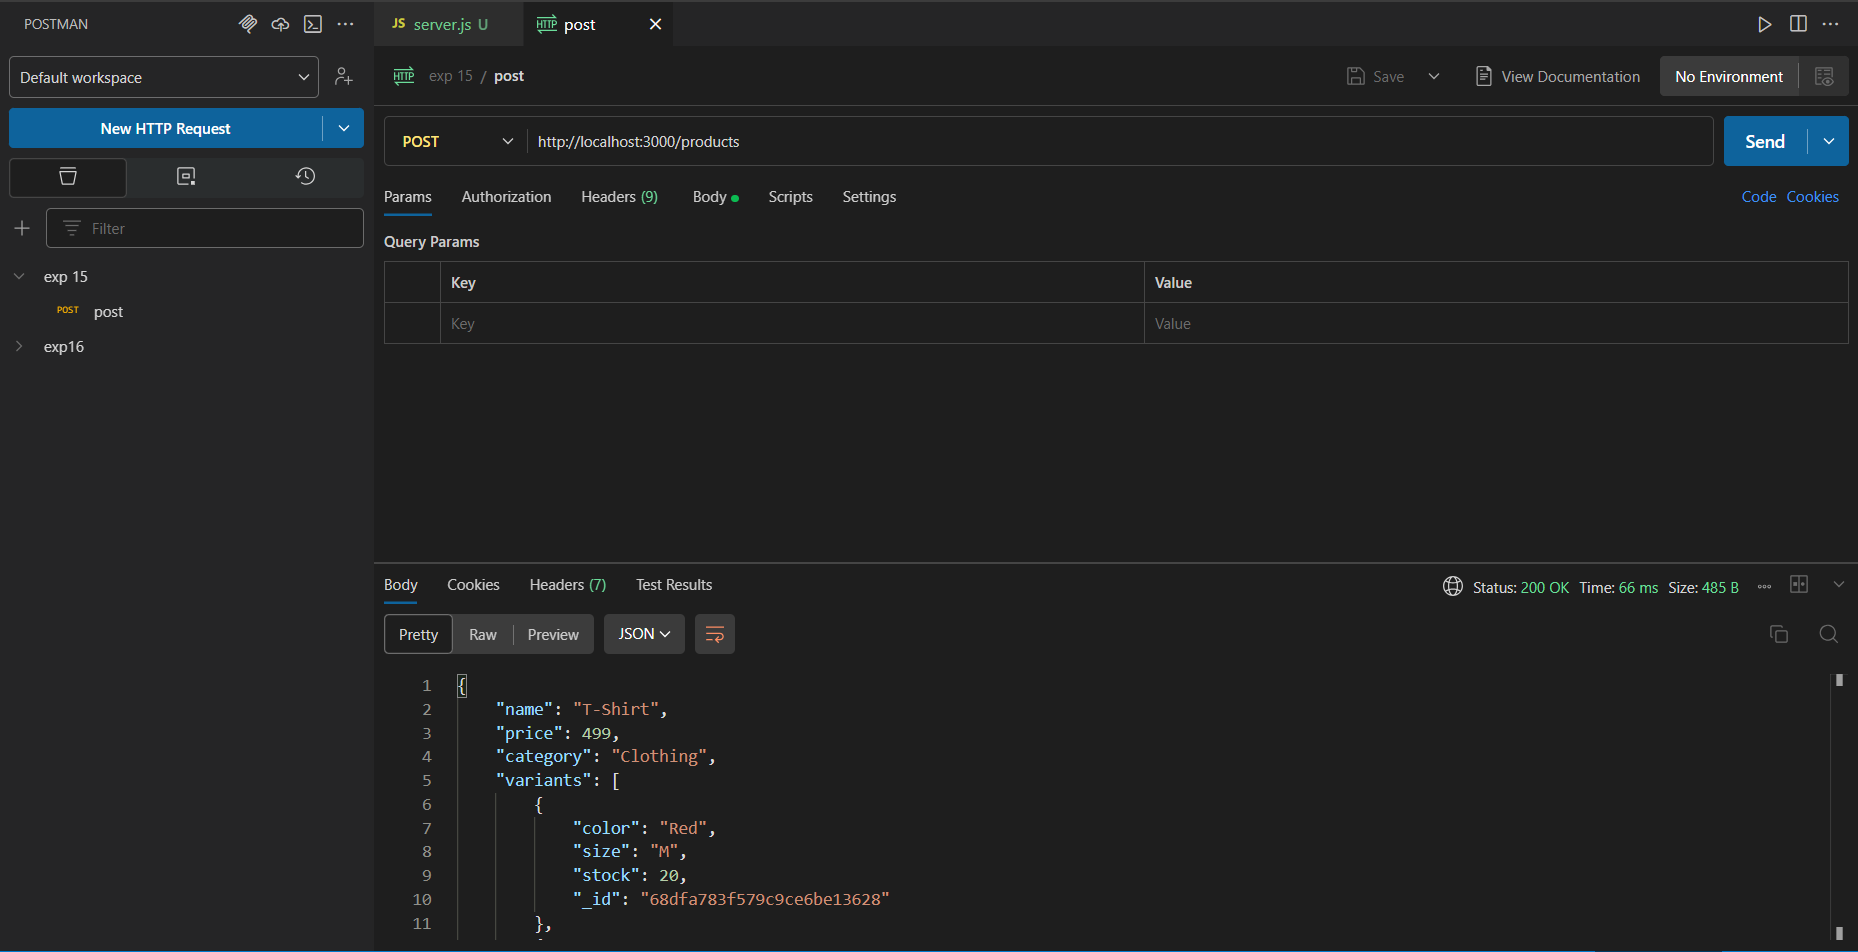 POSTMAN
Default workspace
New HTTP Request
Filter
exp 15
POST post
exp16
JS server.js U
HTTP post
HTTP exp 15 / post
Save
View Documentation
No Environment
POST http://localhost:3000/products
Send
Params Authorization Headers (9) Body Scripts Settings
Code Cookies
Query Params
Key Value
Key Value
Body Cookies Headers (7) Test Results
Status: 200 OK Time: 66 ms Size: 485 B
Pretty Raw Preview JSON
1 {
2 "name": "T-Shirt",
3 "price": 499,
4 "category": "Clothing",
5 "variants": [
6 {
7 "color": "Red",
8 "size": "M",
9 "stock": 20,
10 "_id": "68dfa783f579c9ce6be13628"
11 },